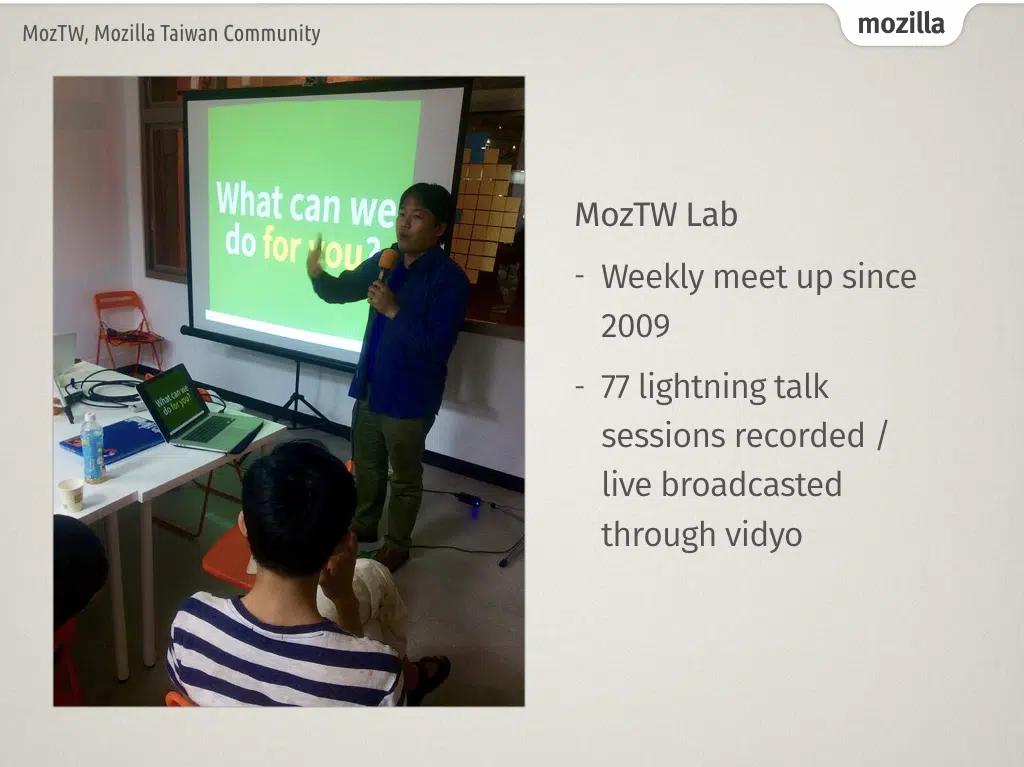 MozTW, Mozilla Taiwan Community
mozilla
What can we
do for you?
What can we
do for you?
MozTW Lab
- Weekly meet up since
2009
- 77 lightning talk
sessions recorded /
live broadcasted
through vidyo